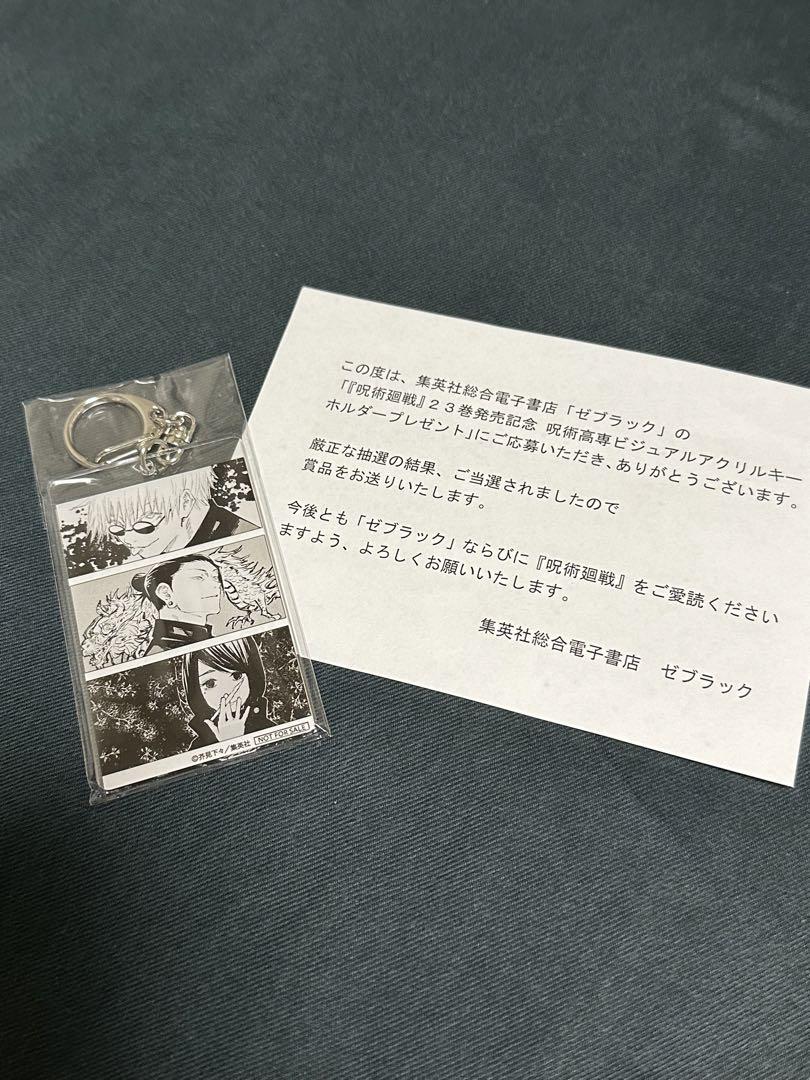 この度は、集英社総合電子書店「ゼブラック」の
「『呪術廻戦』２３巻発売記念 呪術高専ビジュアルアクリルキー
ホルダープレゼント」にご応募いただき、ありがとうございます。
厳正な抽選の結果、ご当選されましたので
賞品をお送りいたします。
今後とも「ゼブラック」ならびに『呪術廻戦』をご愛読ください
ますよう、よろしくお願いいたします。
集英社総合電子書店　ゼブラック
©芥見下々／集英社 NOT FOR SALE